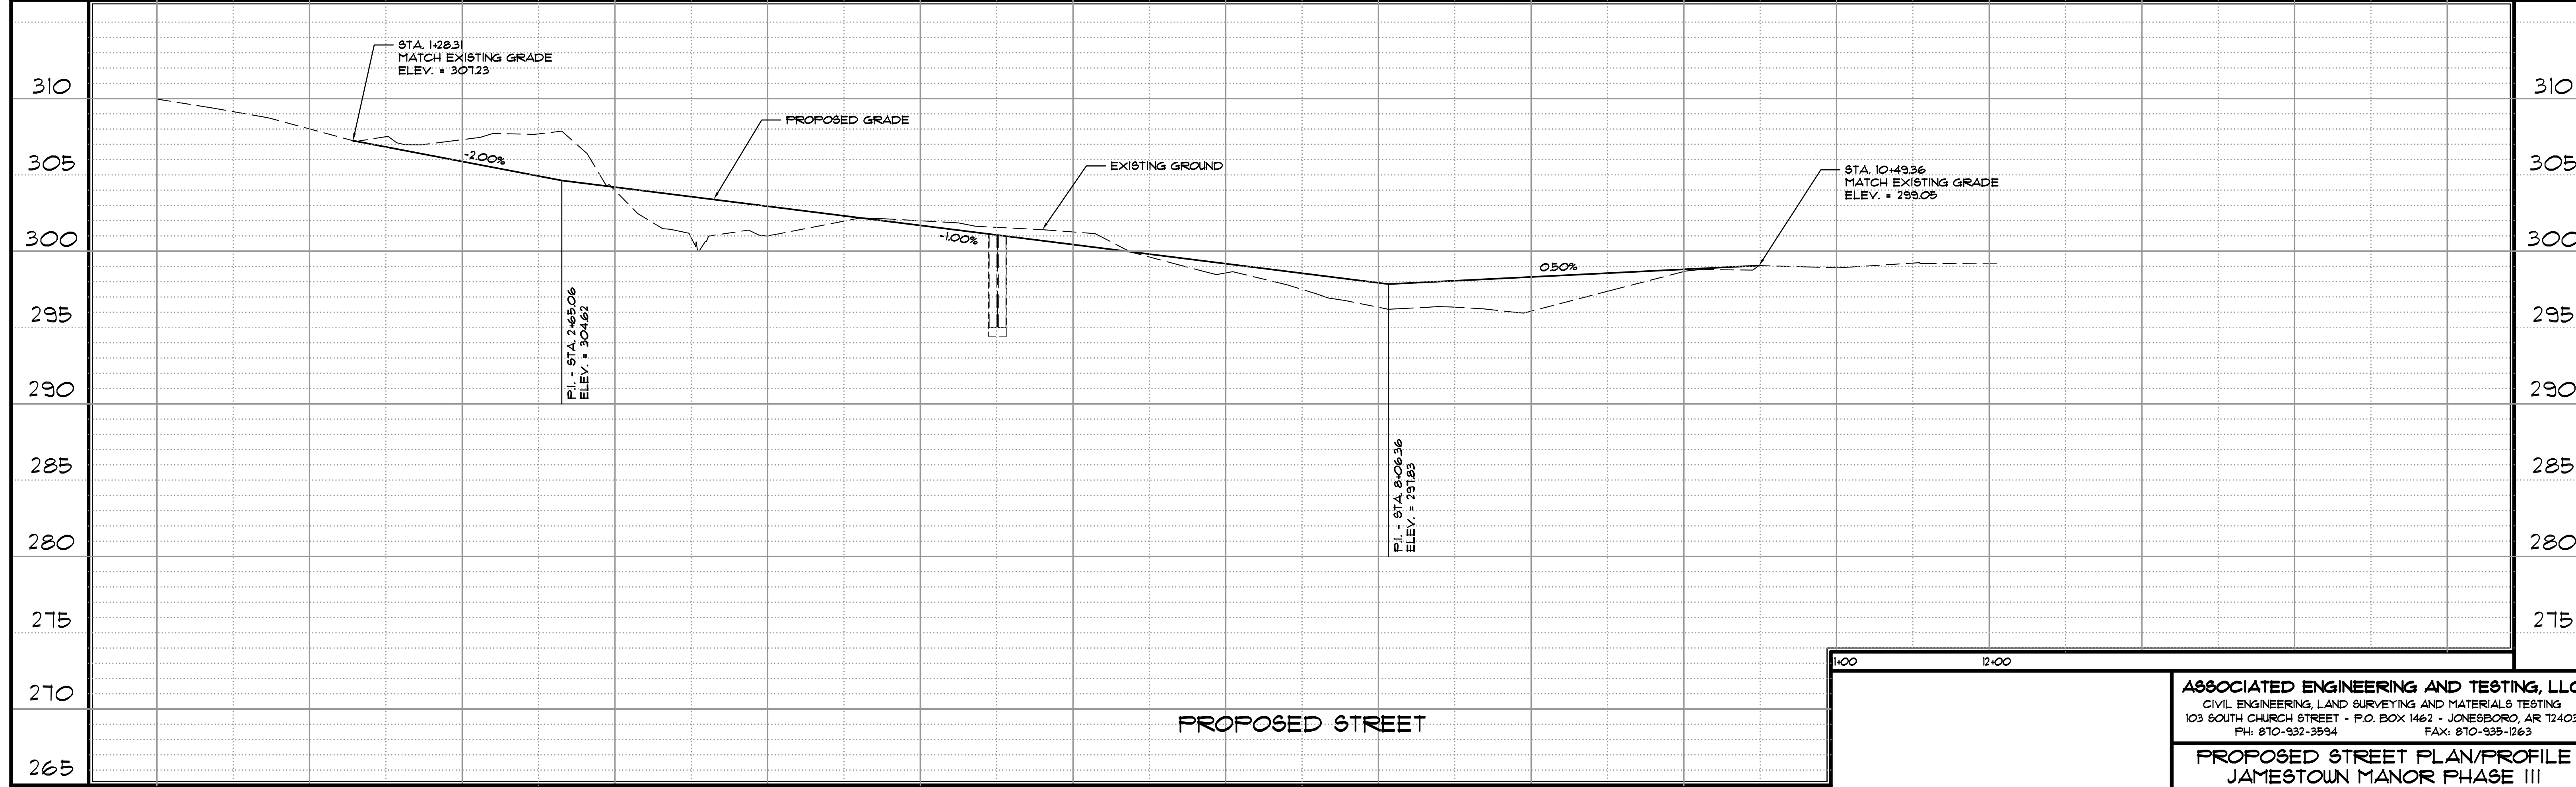 STA. 1+28.31
MATCH EXISTING GRADE
ELEV. = 307.23
310
310
PROPOSED GRADE
-2.00%
305
EXISTING GROUND
305
STA. 10+49.36
MATCH EXISTING GRADE
ELEV. = 299.05
300
-1.00%
300
0.50%
P.I. - STA. 2+65.06
ELEV. = 304.62
295
295
290
290
P.I. - STA. 8+06.36
ELEV. = 297.83
285
285
280
280
275
275
1+00
12+00
270
PROPOSED STREET
265
ASSOCIATED ENGINEERING AND TESTING, LLC
CIVIL ENGINEERING, LAND SURVEYING AND MATERIALS TESTING
103 SOUTH CHURCH STREET - P.O. BOX 1462 - JONESBORO, AR 72403
PH: 870-932-3594 FAX: 870-935-1263
PROPOSED STREET PLAN/PROFILE
JAMESTOWN MANOR PHASE III